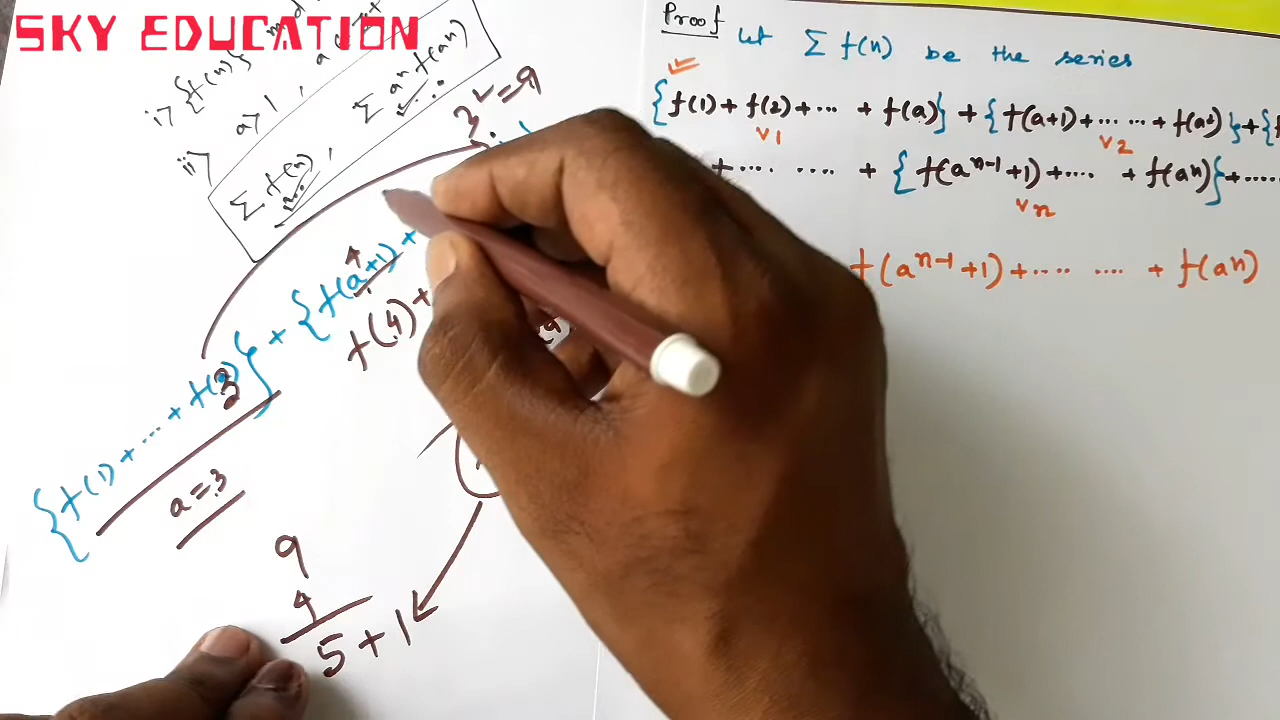 SKY EDUCATION
i> {f(n)}
a>1,
ii>
Σ f(n), Σ aⁿ f(aⁿ)
3² = 9
{f(1) + ... + f(3)} + {f(a+1) +
4
f(4) +
a = 3
9
4
5 + 1
Proof Let Σ f(n) be the series
{f(1) + f(2) + ... + f(a)} + {f(a+1) + ... ... + f(a²)} + {f
v1 v2
+ ... .... + {f(aⁿ⁻¹+1) + .... + f(aⁿ)} + .....
vn
f(aⁿ⁻¹+1) + .... .... + f(aⁿ)